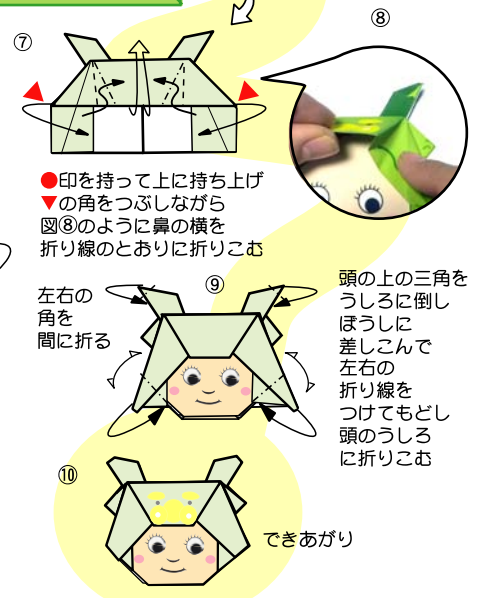 ⑦
⑧
●印を持って上に持ち上げ
▼の角をつぶしながら
図⑧のように鼻の横を
折り線のとおりに折りこむ
⑨
左右の
角を
間に折る
頭の上の三角を
うしろに倒し
ぼうしに
差しこんで
左右の
折り線を
つけてもどし
頭のうしろ
に折りこむ
⑩
できあがり